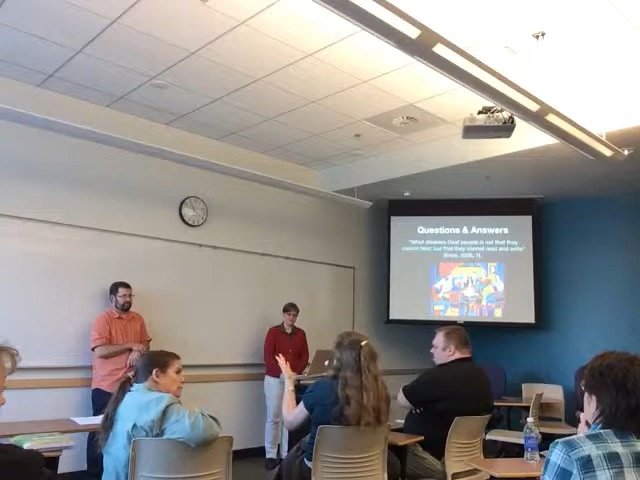 Questions & Answers
"What disables Deaf people is not that they
cannot hear, but that they cannot read and write"